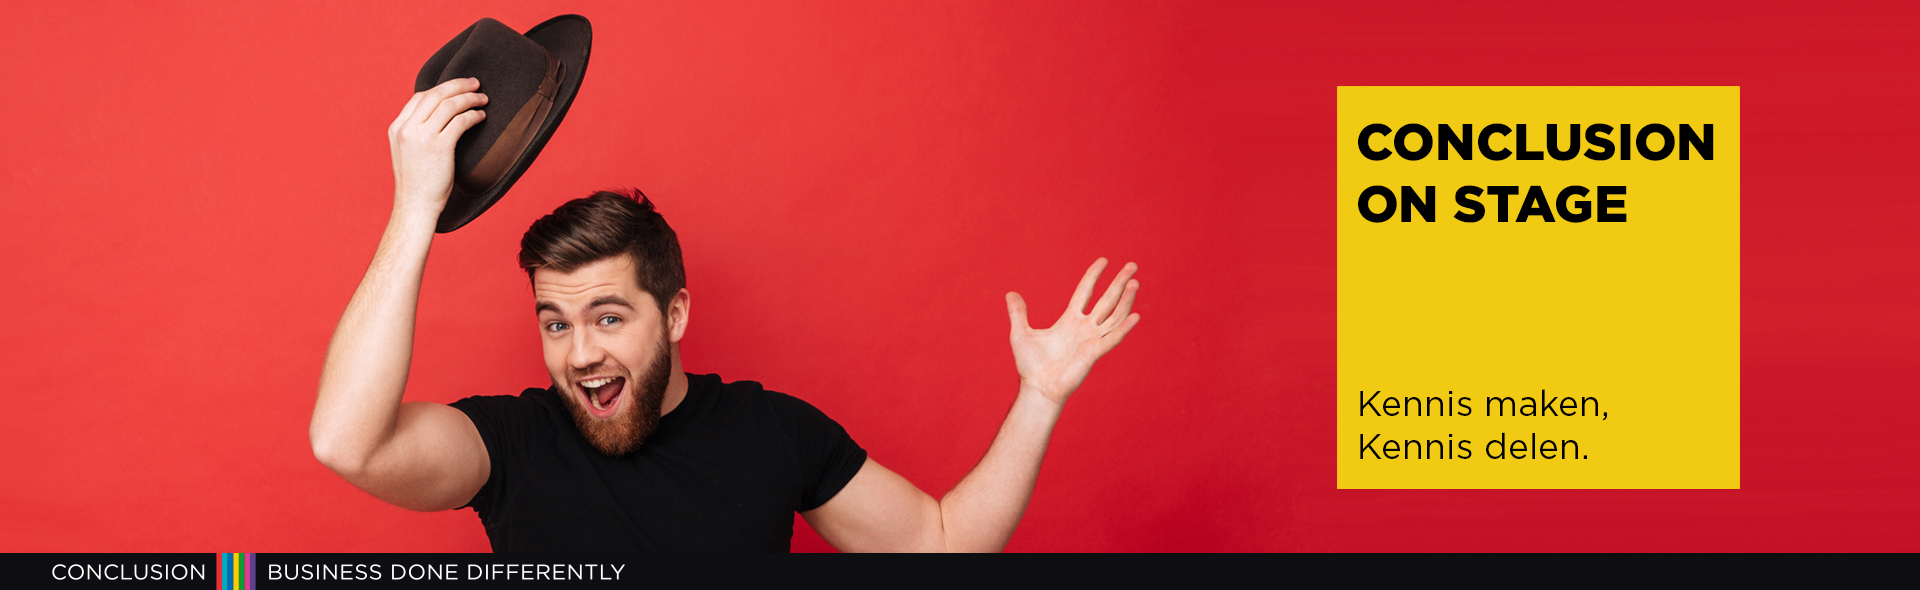 CONCLUSION
ON STAGE
Kennis maken,
Kennis delen.
CONCLUSION BUSINESS DONE DIFFERENTLY